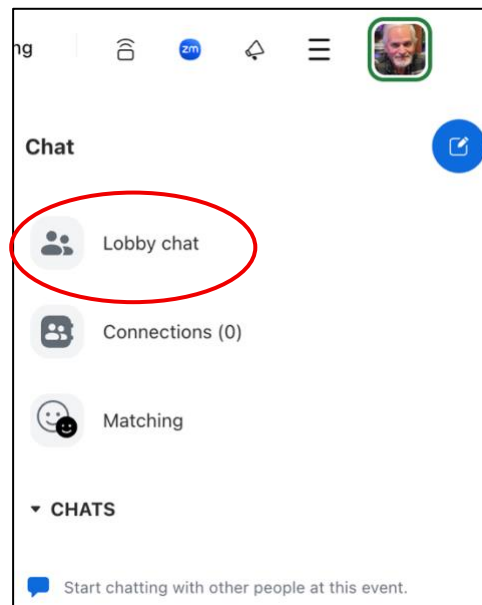 ng
zm
Chat
Lobby chat
Connections (0)
Matching
CHATS
Start chatting with other people at this event.